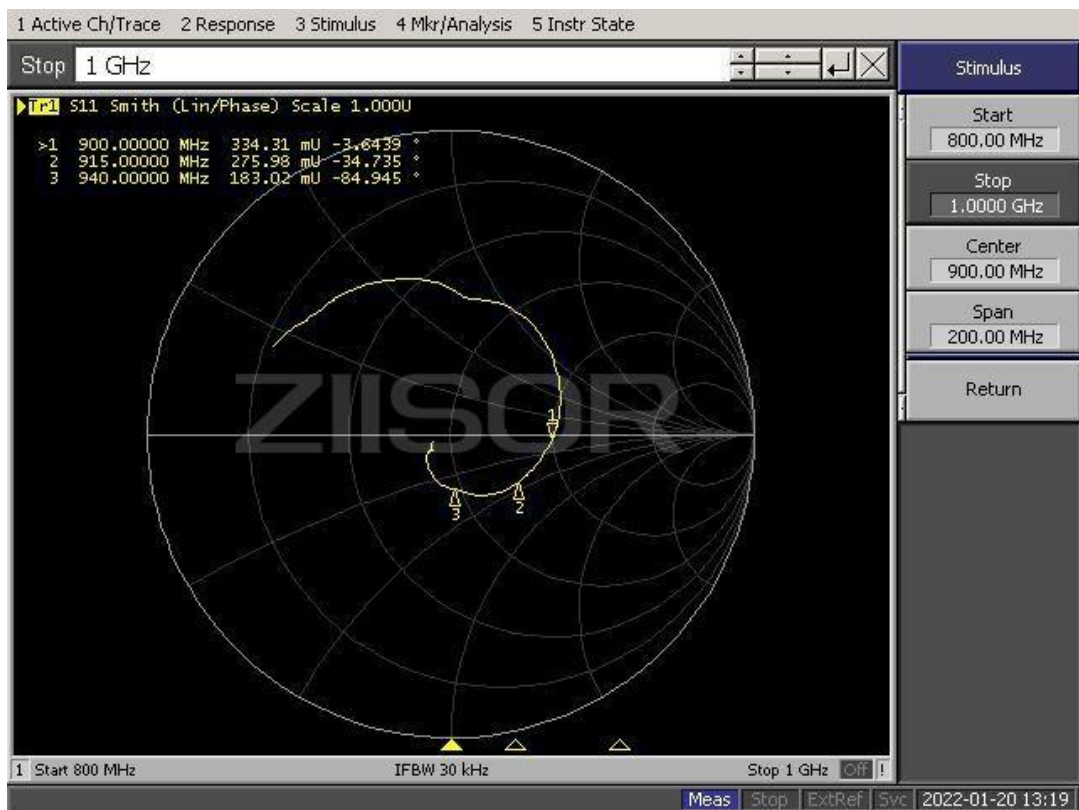 1 Active Ch/Trace 2 Response 3 Stimulus 4 Mkr/Analysis 5 Instr State
Stop 1 GHz
Stimulus
Tr1 S11 Smith (Lin/Phase) Scale 1.000U
>1 900.00000 MHz 334.31 mU -3.6439 °
2 915.00000 MHz 275.98 mU -34.735 °
3 940.00000 MHz 183.02 mU -84.945 °
Start
800.00 MHz
Stop
1.0000 GHz
Center
900.00 MHz
Span
200.00 MHz
Return
ZIISOR
1
2
3
1 Start 800 MHz IFBW 30 kHz Stop 1 GHz Off !
Meas Stop ExtRef Svc 2022-01-20 13:19